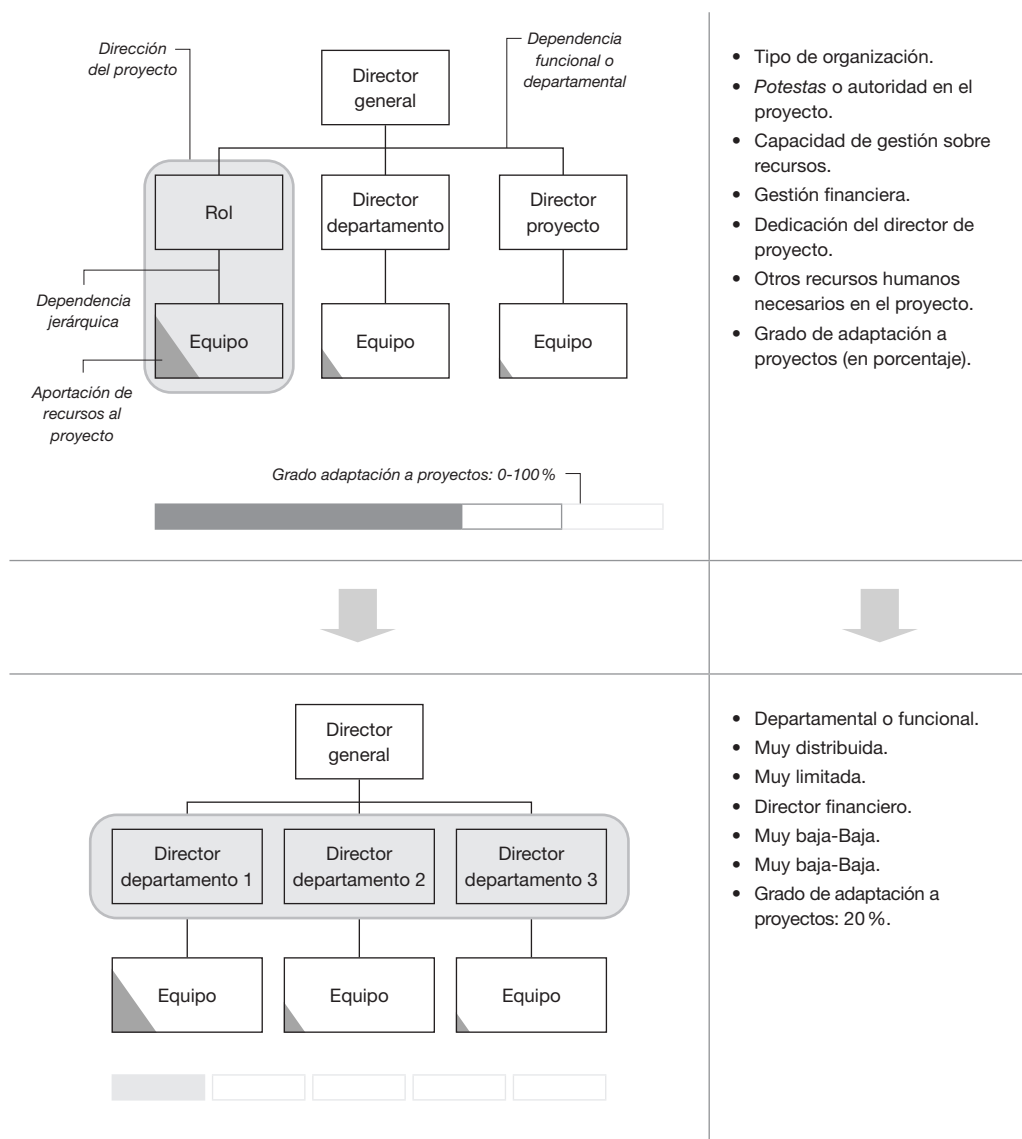 Dirección
del proyecto
Director
general
Dependencia
funcional o
departamental
Rol
Director
departamento
Director
proyecto
Dependencia
jerárquica
Equipo
Equipo
Equipo
Aportación de
recursos al
proyecto
Grado adaptación a proyectos: 0-100 %
• Tipo de organización.
• Potestas o autoridad en el
proyecto.
• Capacidad de gestión sobre
recursos.
• Gestión financiera.
• Dedicación del director de
proyecto.
• Otros recursos humanos
necesarios en el proyecto.
• Grado de adaptación a
proyectos (en porcentaje).
Director
general
Director
departamento 1
Director
departamento 2
Director
departamento 3
Equipo
Equipo
Equipo
• Departamental o funcional.
• Muy distribuida.
• Muy limitada.
• Director financiero.
• Muy baja-Baja.
• Muy baja-Baja.
• Grado de adaptación a
proyectos: 20 %.